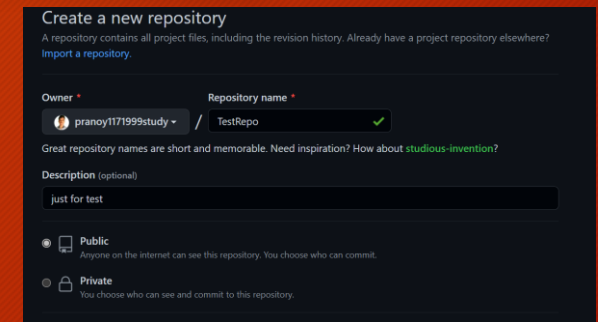 Create a new repository
A repository contains all project files, including the revision history. Already have a project repository elsewhere?
Import a repository.
Owner * Repository name *
pranoy1171999study / TestRepo
Great repository names are short and memorable. Need inspiration? How about studious-invention?
Description (optional)
just for test
Public
Anyone on the internet can see this repository. You choose who can commit.
Private
You choose who can see and commit to this repository.